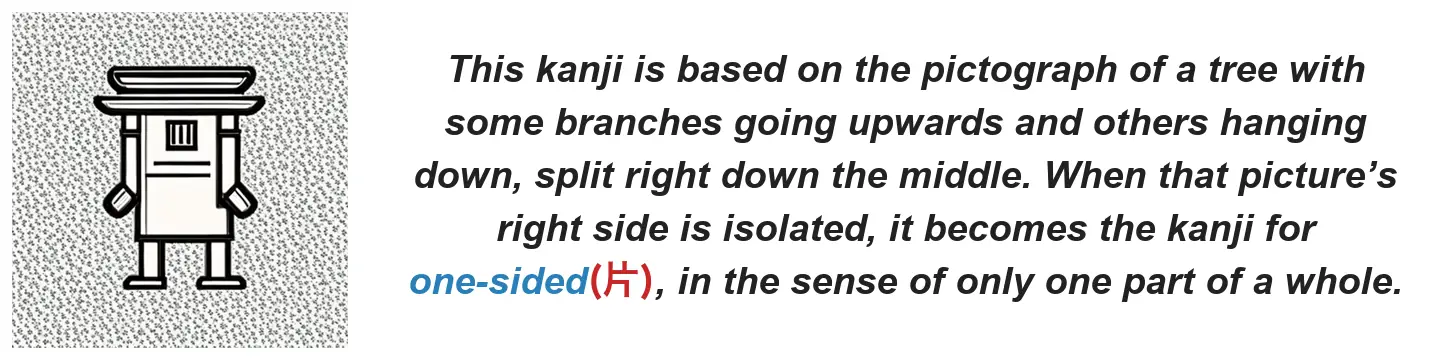 This kanji is based on the pictograph of a tree with
some branches going upwards and others hanging
down, split right down the middle. When that picture’s
right side is isolated, it becomes the kanji for
one-sided(片), in the sense of only one part of a whole.